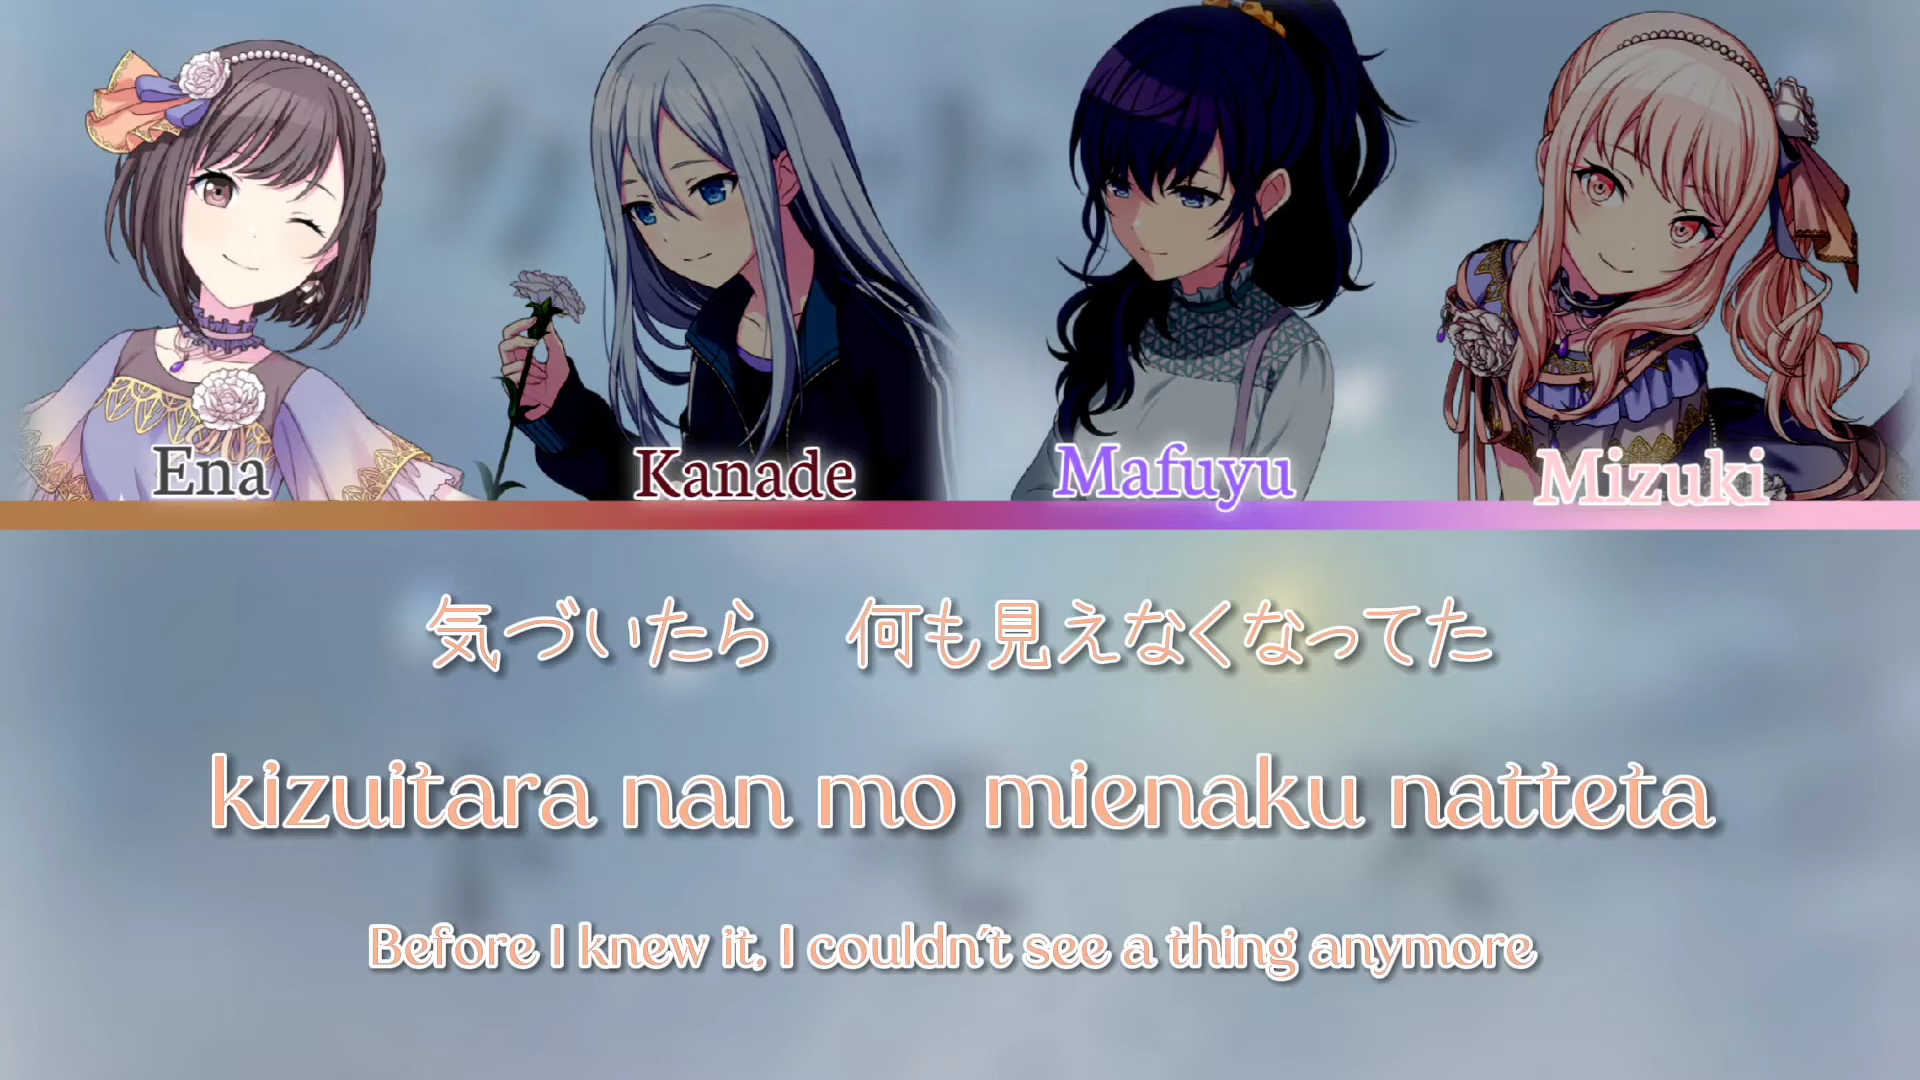 Ena
Kanade
Mafuyu
Mizuki
気づいたら　何も見えなくなってた
kizuitara nan mo mienaku natteta
Before I knew it, I couldn't see a thing anymore